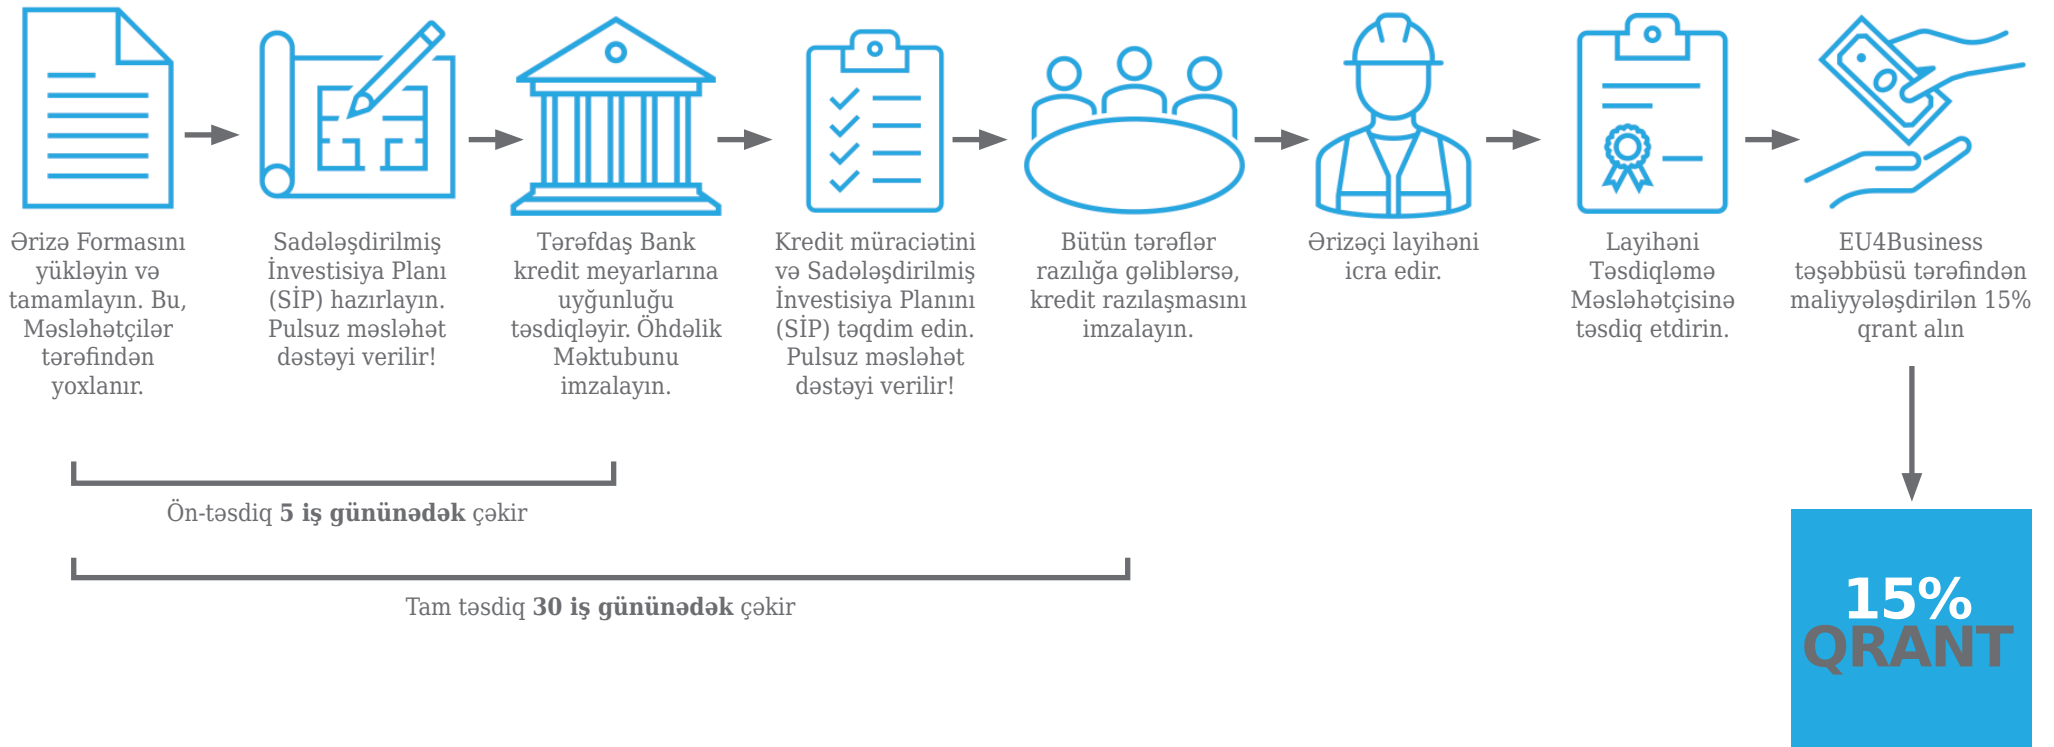 Ərizə Formasını
yükləyin və
tamamlayın. Bu,
Məsləhətçilər
tərəfindən
yoxlanır.
Sadələşdirilmiş
İnvestisiya Planı
(SİP) hazırlayın.
Pulsuz məsləhət
dəstəyi verilir!
Tərəfdaş Bank
kredit meyarlarına
uyğunluğu
təsdiqləyir. Öhdəlik
Məktubunu
imzalayın.
Kredit müraciətini
və Sadələşdirilmiş
İnvestisiya Planını
(SİP) təqdim edin.
Pulsuz məsləhət
dəstəyi verilir!
Bütün tərəflər
razılığa gəliblərsə,
kredit razılaşmasını
imzalayın.
Ərizəçi layihəni
icra edir.
Layihəni
Təsdiqləmə
Məsləhətçisinə
təsdiq etdirin.
EU4Business
təşəbbüsü tərəfindən
maliyyələşdirilən 15%
qrant alın
Ön-təsdiq 5 iş gününədək çəkir
Tam təsdiq 30 iş gününədək çəkir
15%
QRANT